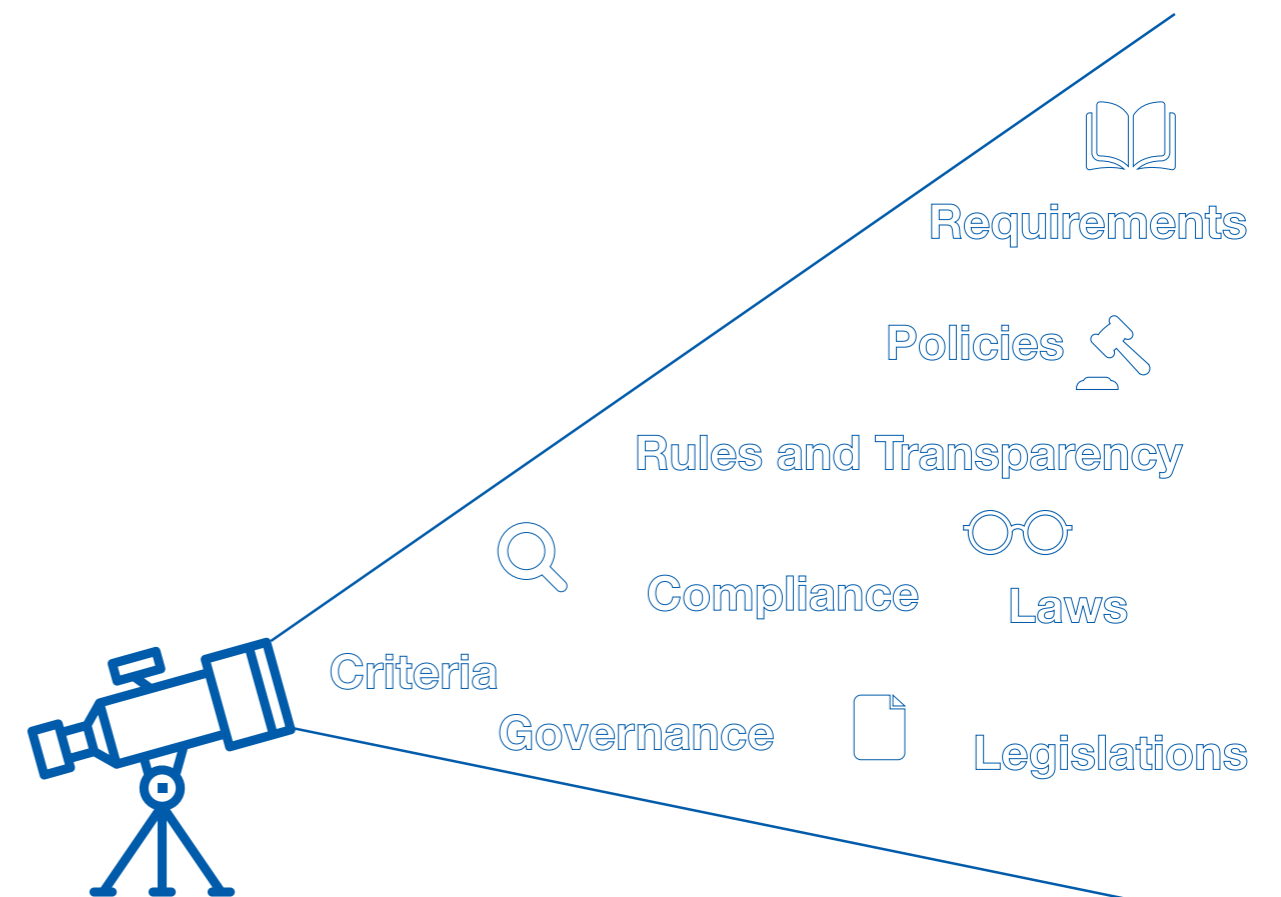 Requirements
Policies
Rules and Transparency
Compliance
Laws
Criteria
Governance
Legislations